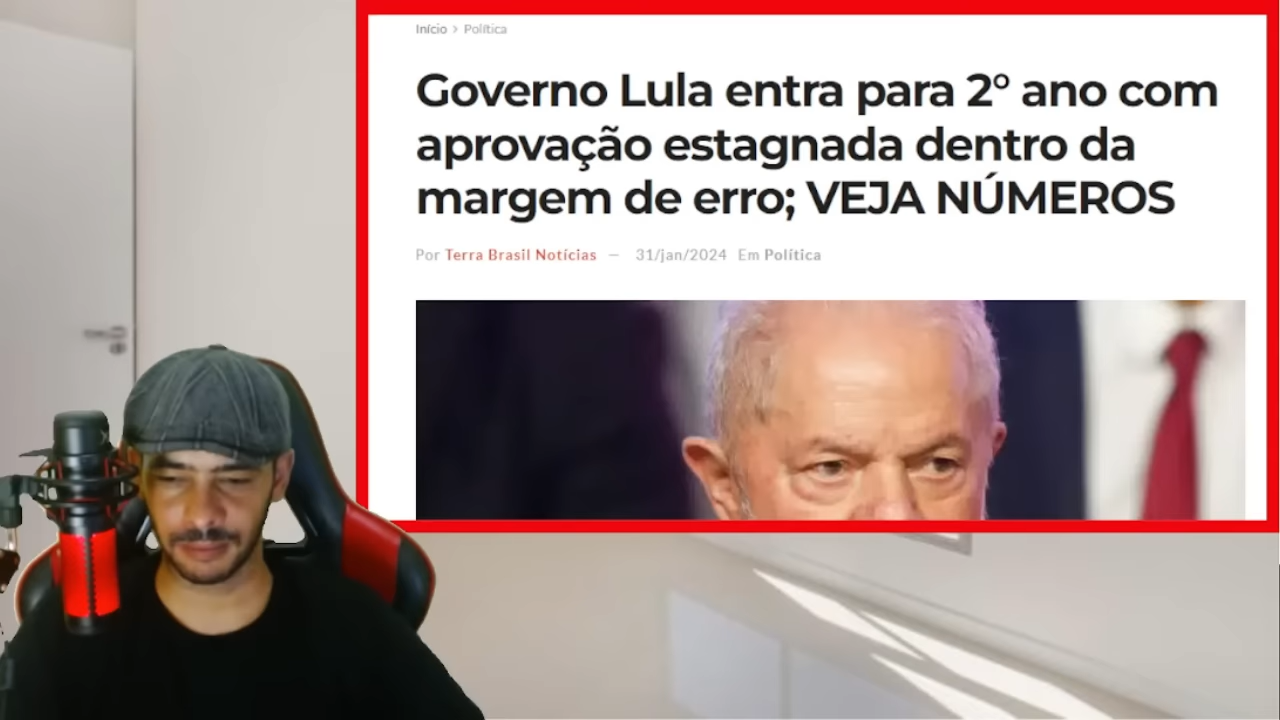 Início > Política
Governo Lula entra para 2º ano com
aprovação estagnada dentro da
margem de erro; VEJA NÚMEROS
Por Terra Brasil Notícias — 31/jan/2024 Em Política